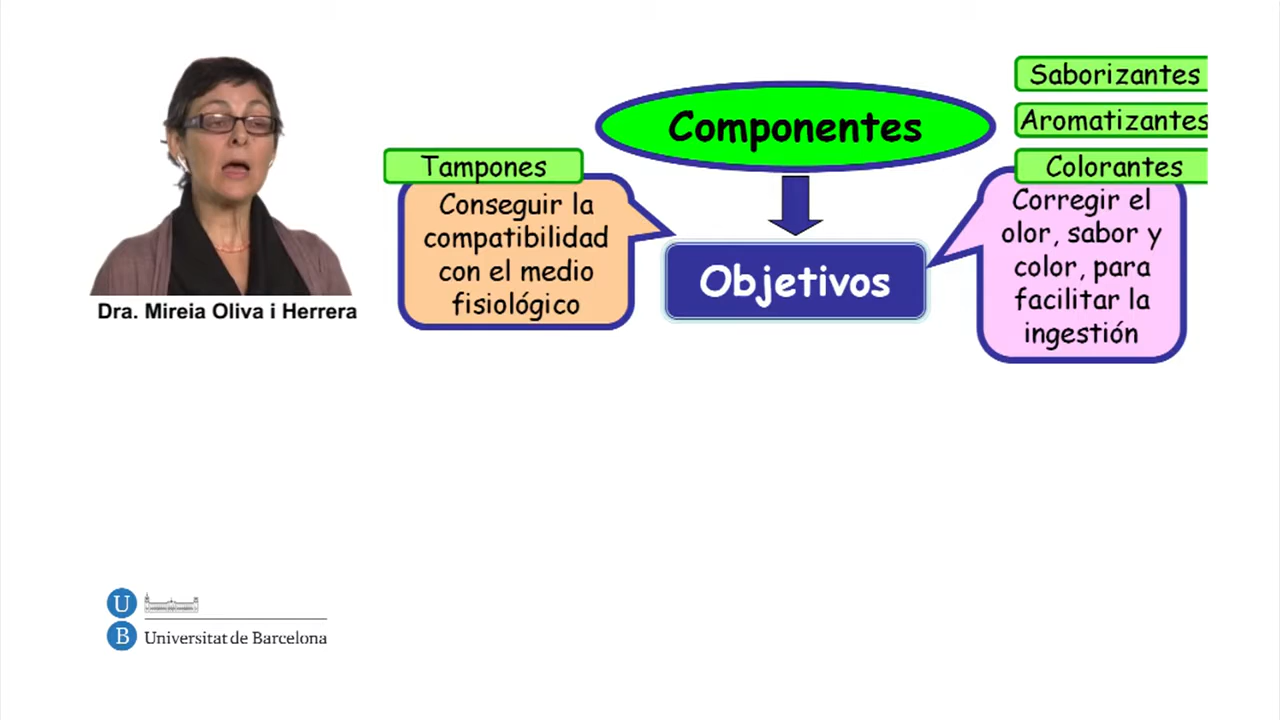 Dra. Mireia Oliva i Herrera
Componentes
Saborizantes
Aromatizantes
Colorantes
Tampones
Conseguir la
compatibilidad
con el medio
fisiológico
Objetivos
Corregir el
olor, sabor y
color, para
facilitar la
ingestión
U
B
Universitat de Barcelona